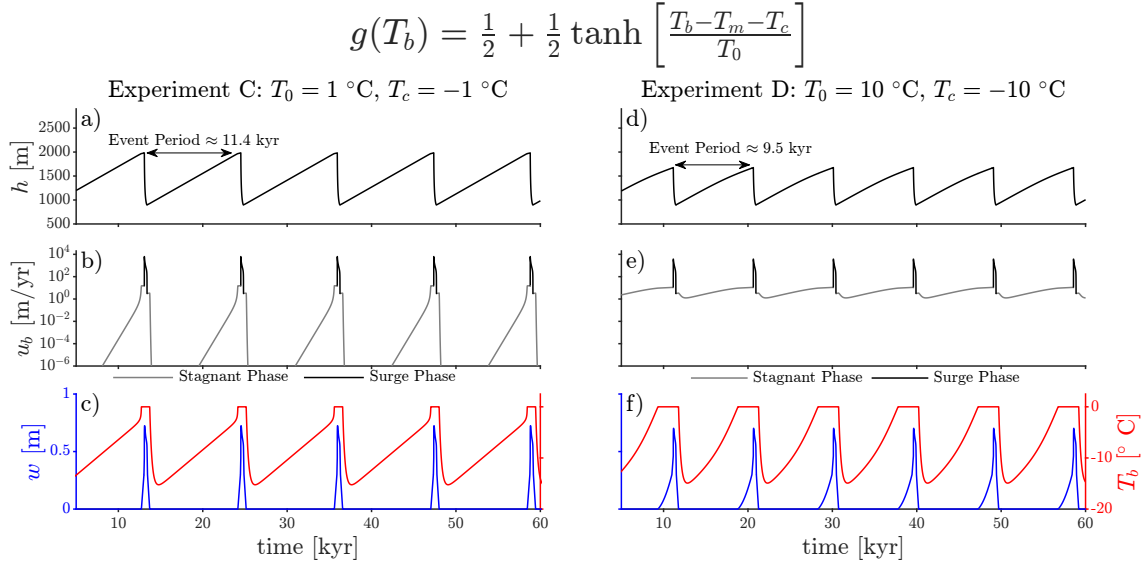 g(T_b) = 1/2 + 1/2 tanh [ (T_b − T_m − T_c) / T_0 ]
Experiment C: T_0 = 1 °C, T_c = −1 °C
a)
Event Period ≈ 11.4 kyr
h [m]
2500
2000
1500
1000
500
b)
u_b [m/yr]
10^4
10^2
10^0
10^-2
10^-4
10^-6
Stagnant Phase
Surge Phase
c)
w [m]
1
0.5
0
10
20
30
40
50
60
time [kyr]
Experiment D: T_0 = 10 °C, T_c = −10 °C
d)
Event Period ≈ 9.5 kyr
e)
Stagnant Phase
Surge Phase
f)
0
-10
-20
T_b [° C]
10
20
30
40
50
60
time [kyr]